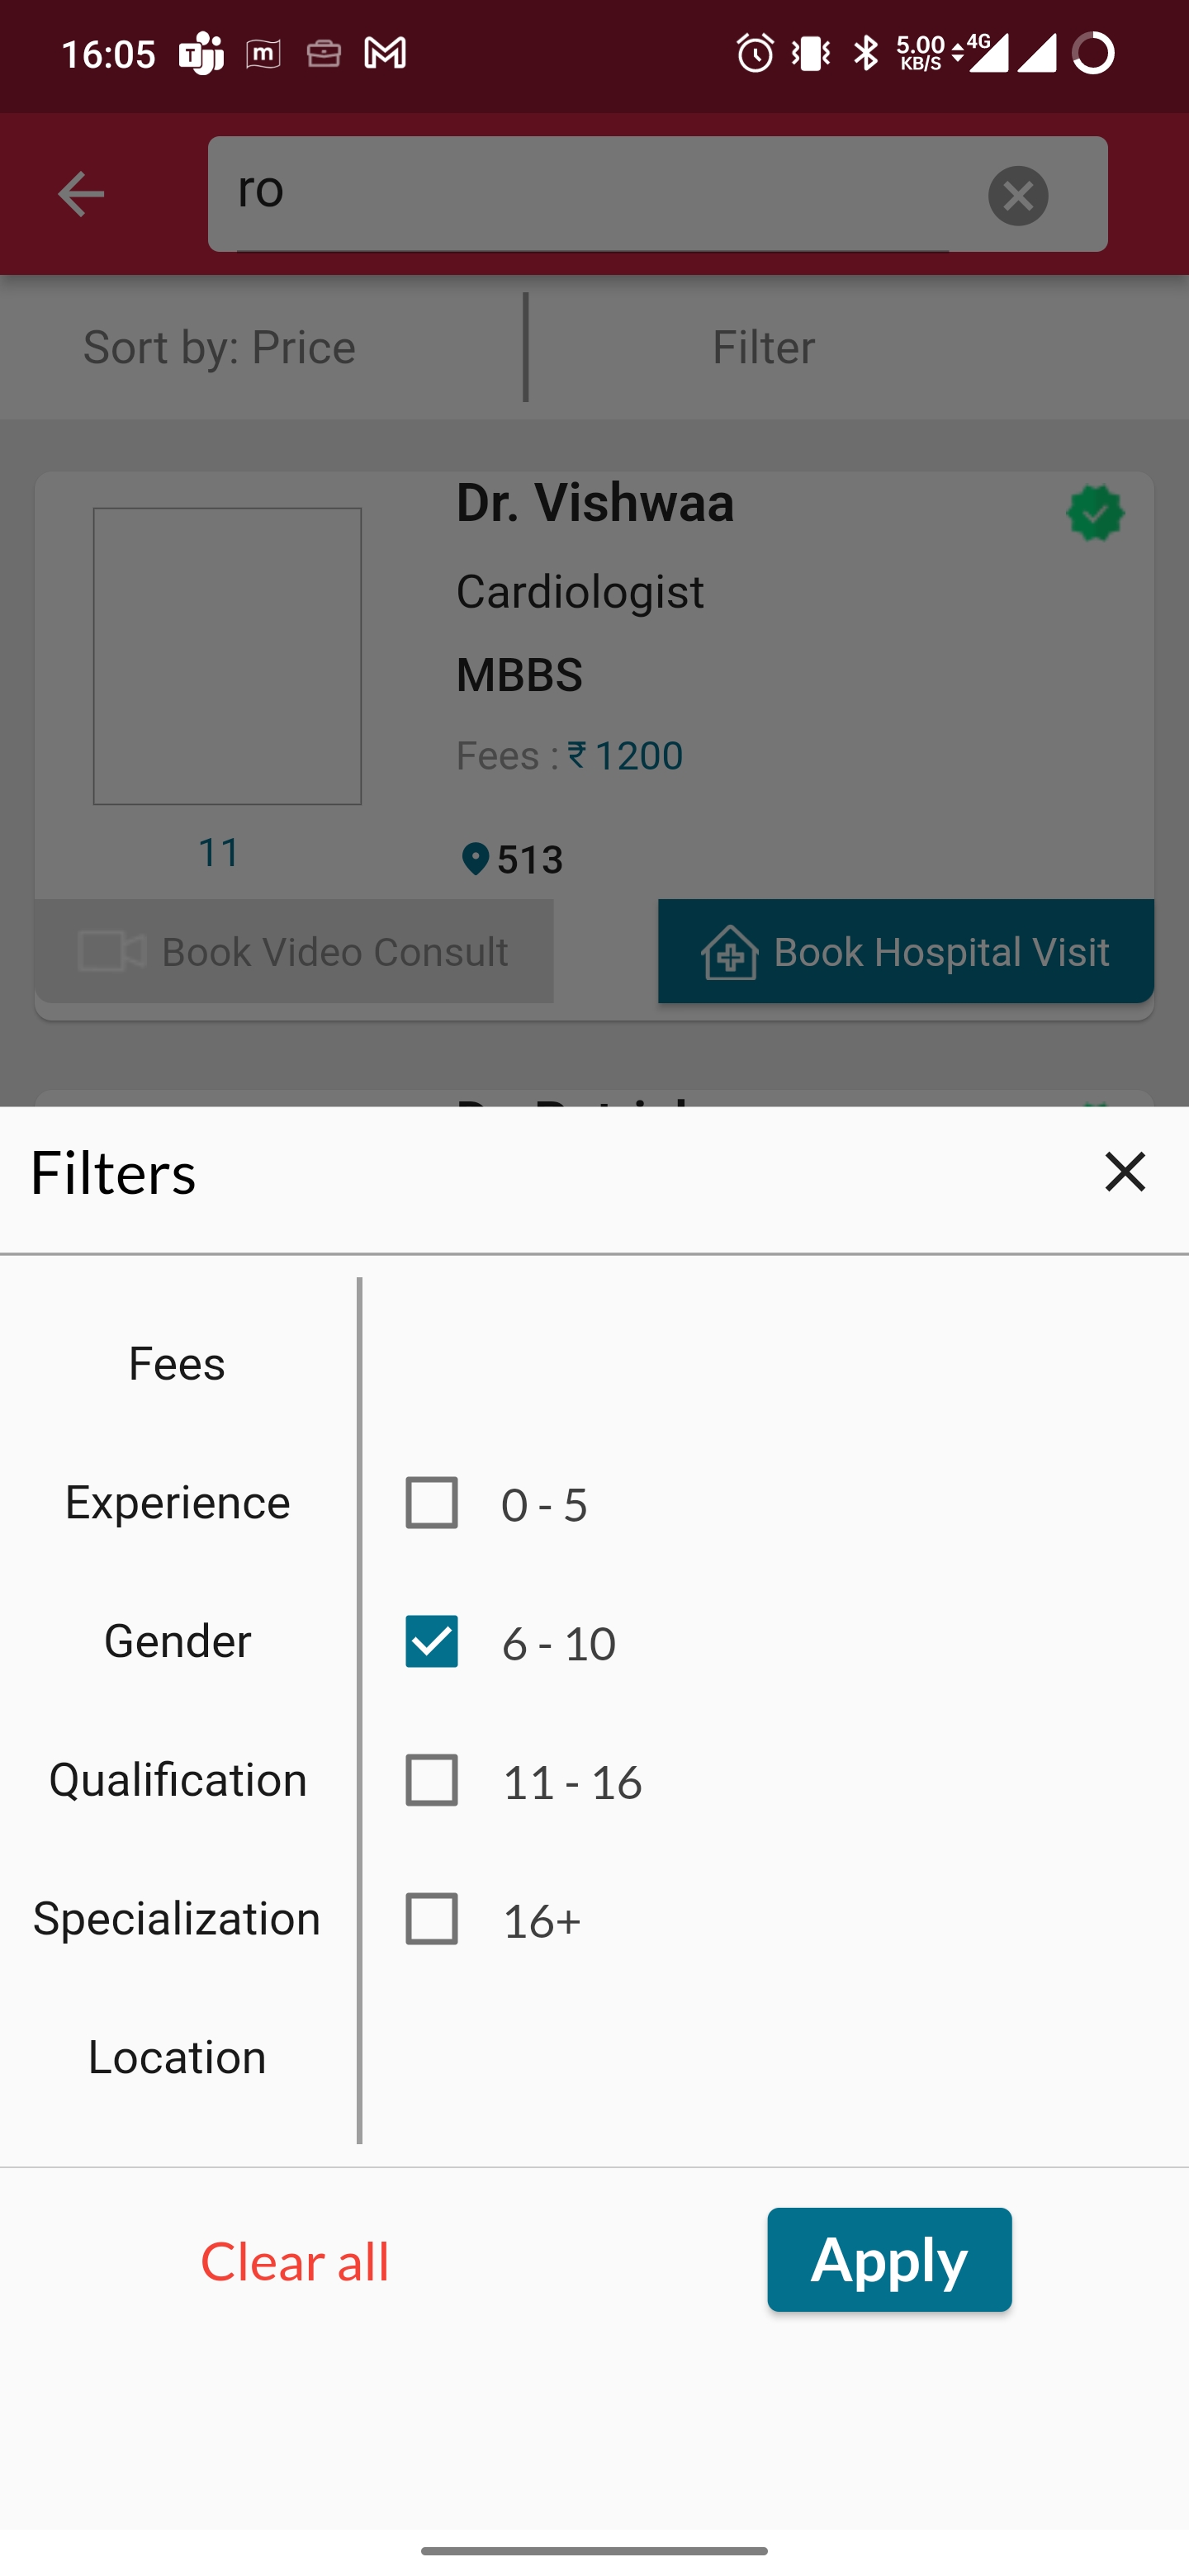 16:05
5.00 KB/S 4G
ro
Sort by: Price
Filter
Dr. Vishwaa
Cardiologist
MBBS
Fees : ₹ 1200
11
513
Book Video Consult
Book Hospital Visit
Filters
Fees
Experience
0 - 5
Gender
6 - 10
Qualification
11 - 16
Specialization
16+
Location
Clear all
Apply